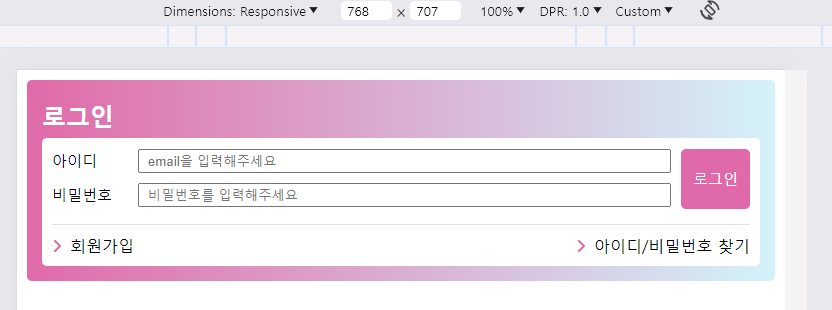 Dimensions: Responsive ▼ 768 × 707 100% ▼ DPR: 1.0 ▼ Custom ▼
로그인
아이디 email을 입력해주세요
로그인
비밀번호 비밀번호를 입력해주세요
회원가입 아이디/비밀번호 찾기